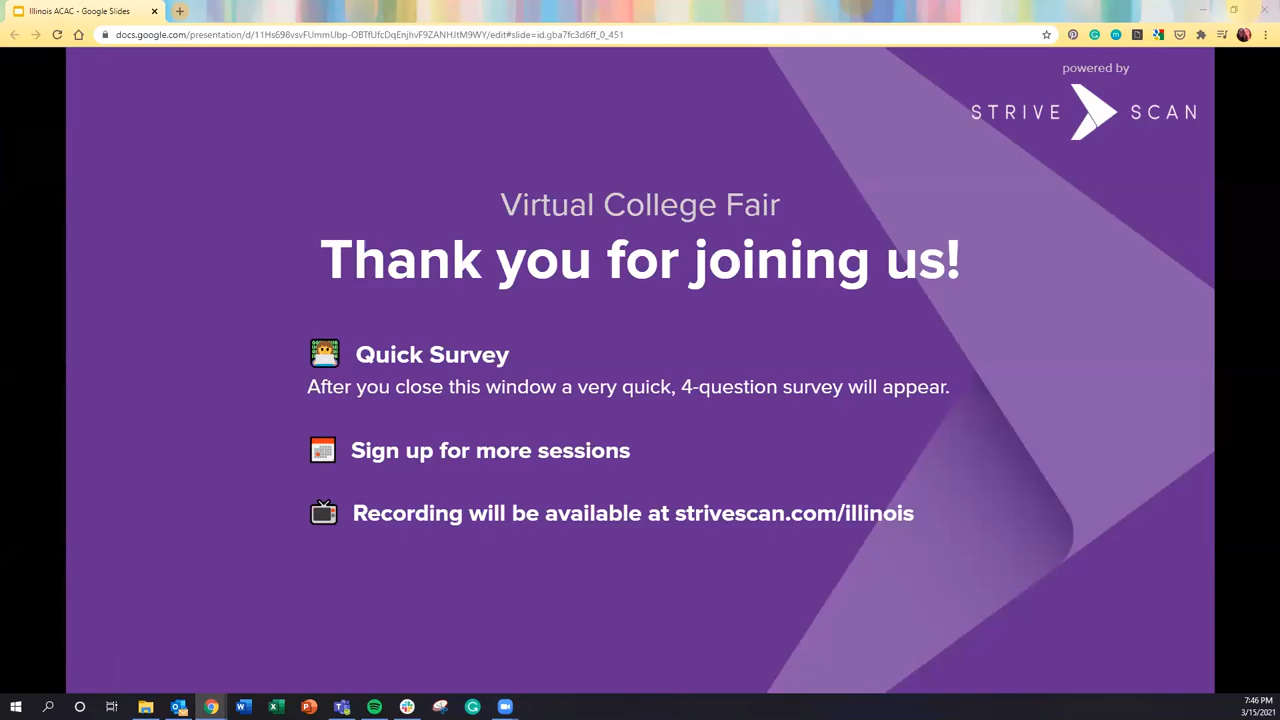 Illinois ACAC - Google Slides
docs.google.com/presentation/d/11Hs698vsvFUmmUbp-OBTfUfcDqEnjhvF9ZANHJtM9WY/edit#slide=id.gba7fc3d6ff_0_451
powered by
STRIVE SCAN
Virtual College Fair
Thank you for joining us!
Quick Survey
After you close this window a very quick, 4-question survey will appear.
Sign up for more sessions
Recording will be available at strivescan.com/illinois
7:46 PM
3/15/2021